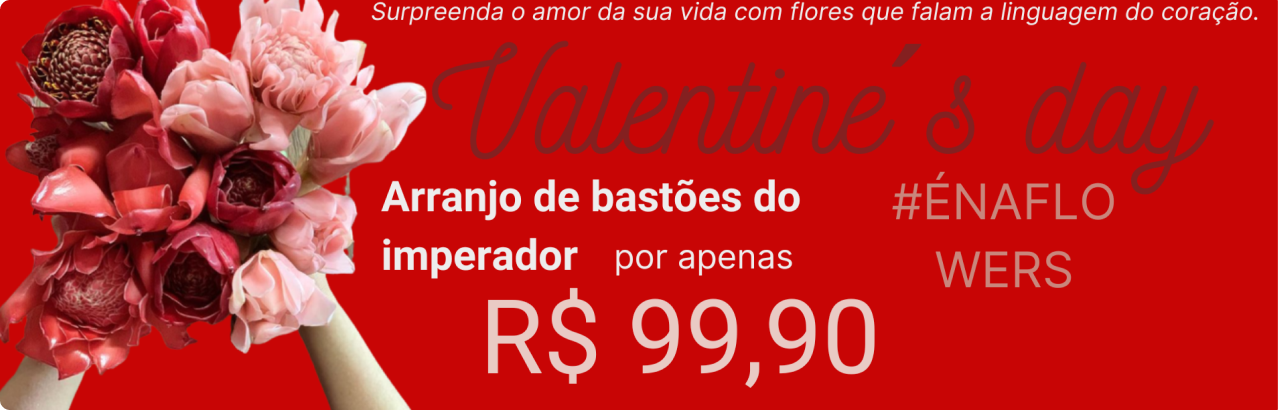 Surpreenda o amor da sua vida com flores que falam a linguagem do coração.
Valentine´s day
Arranjo de bastões do
imperador por apenas
R$ 99,90
#ÉNAFLO
WERS